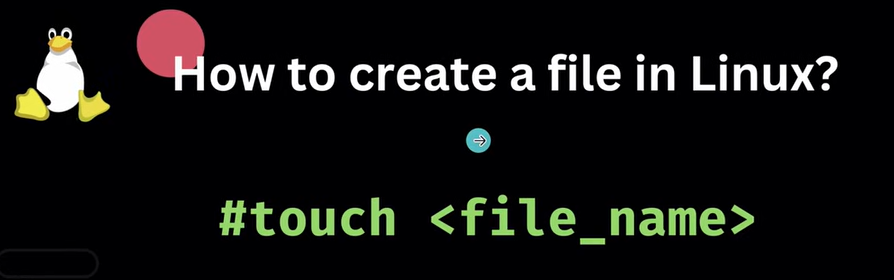 How to create a file in Linux?
#touch <file_name>